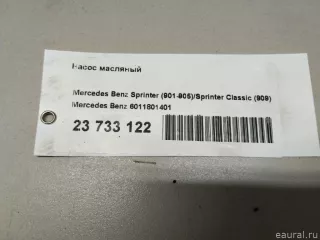 Насос масляный
Mercedes Benz Sprinter (901-905)/Sprinter Classic (909)
Mercedes Benz 6011801401
23 733 122
eaural.ru